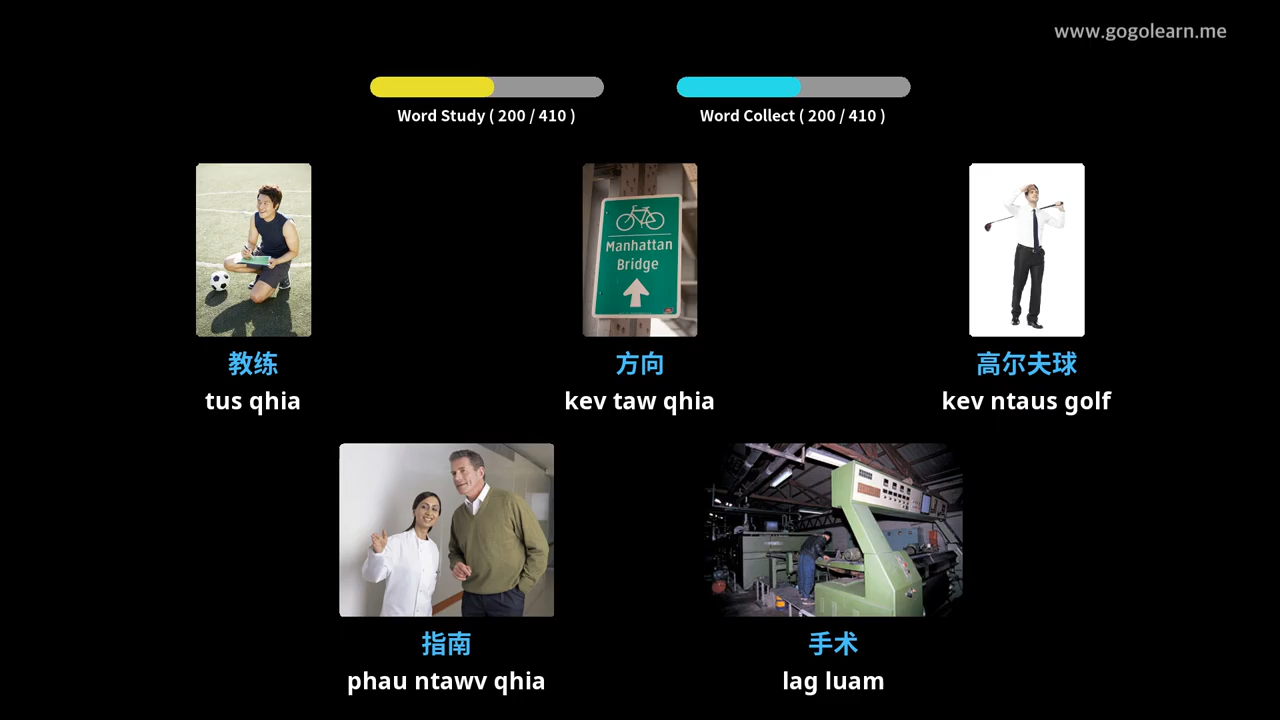 www.gogolearn.me
Word Study ( 200 / 410 )
Word Collect ( 200 / 410 )
Manhattan
Bridge
教练
tus qhia
方向
kev taw qhia
高尔夫球
kev ntaus golf
指南
phau ntawv qhia
手术
lag luam